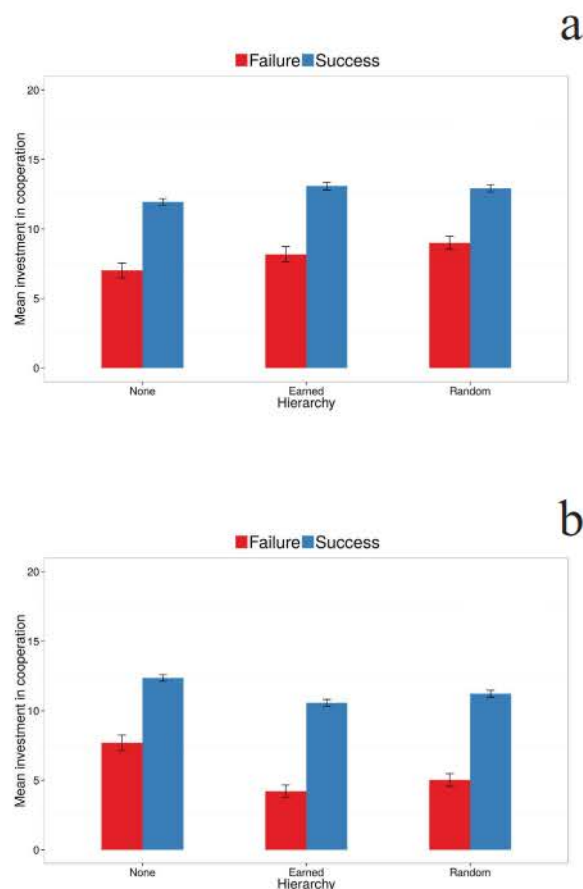 a
Failure Success
20
15
10
5
0
Mean investment in cooperation
None Earned Random
Hierarchy
b
Failure Success
20
15
10
5
0
Mean investment in cooperation
None Earned Random
Hierarchy